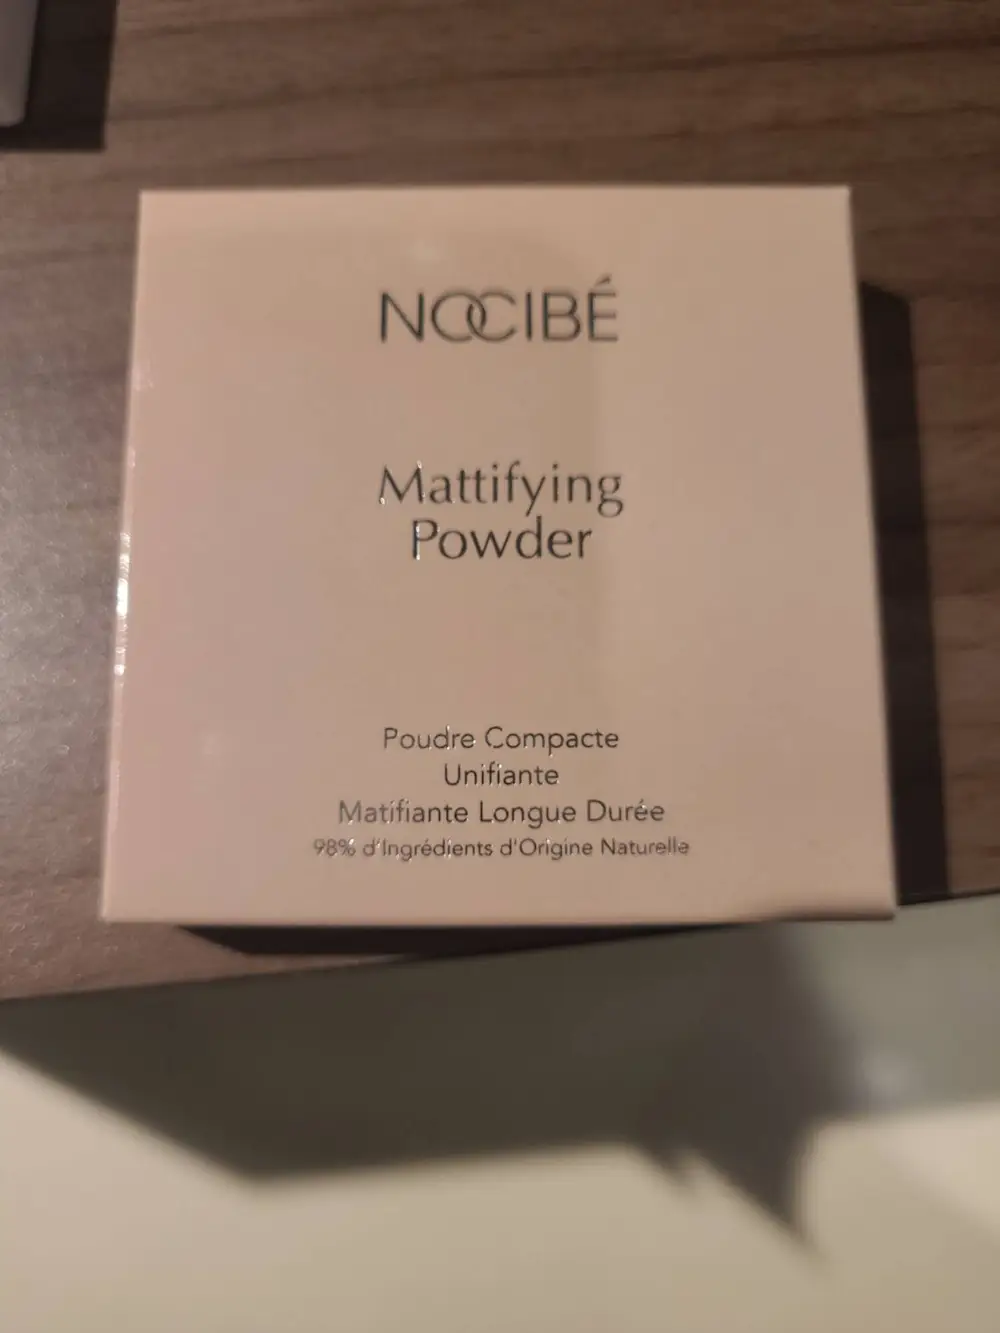 NOCIBÉ
Mattifying
Powder
Poudre Compacte
Unifiante
Matifiante Longue Durée
98% d'Ingrédients d'Origine Naturelle